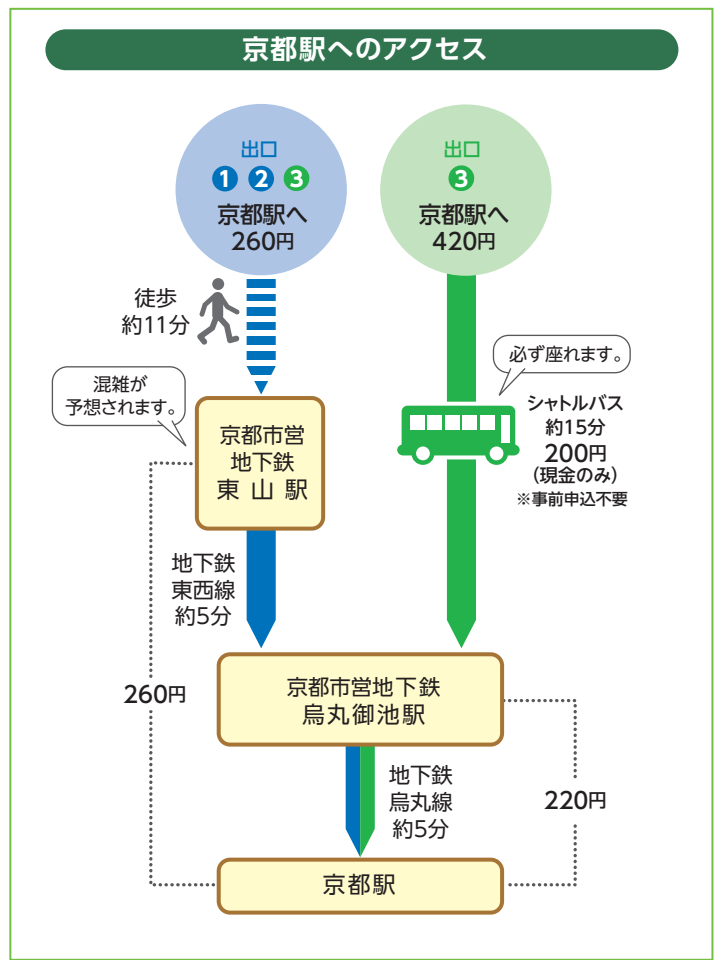 京都駅へのアクセス
出口
1 2 3
京都駅へ
260円
出口
3
京都駅へ
420円
徒歩
約11分
混雑が
予想されます。
必ず座れます。
シャトルバス
約15分
200円
(現金のみ)
※事前申込不要
京都市営
地下鉄
東山駅
地下鉄
東西線
約5分
京都市営地下鉄
烏丸御池駅
260円
地下鉄
烏丸線
約5分
220円
京都駅